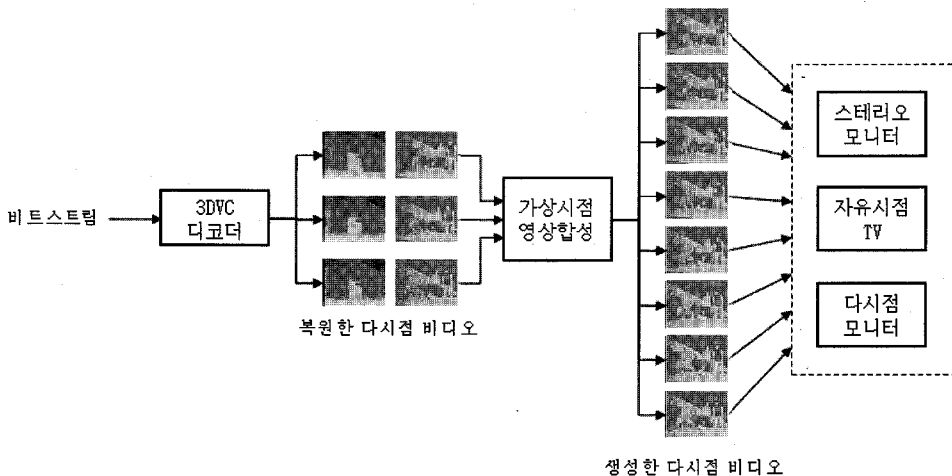 비트스트림
3DVC
디코더
복원한 다시점 비디오
가상시점
영상합성
스테리오
모니터
자유시점
TV
다시점
모니터
생성한 다시점 비디오